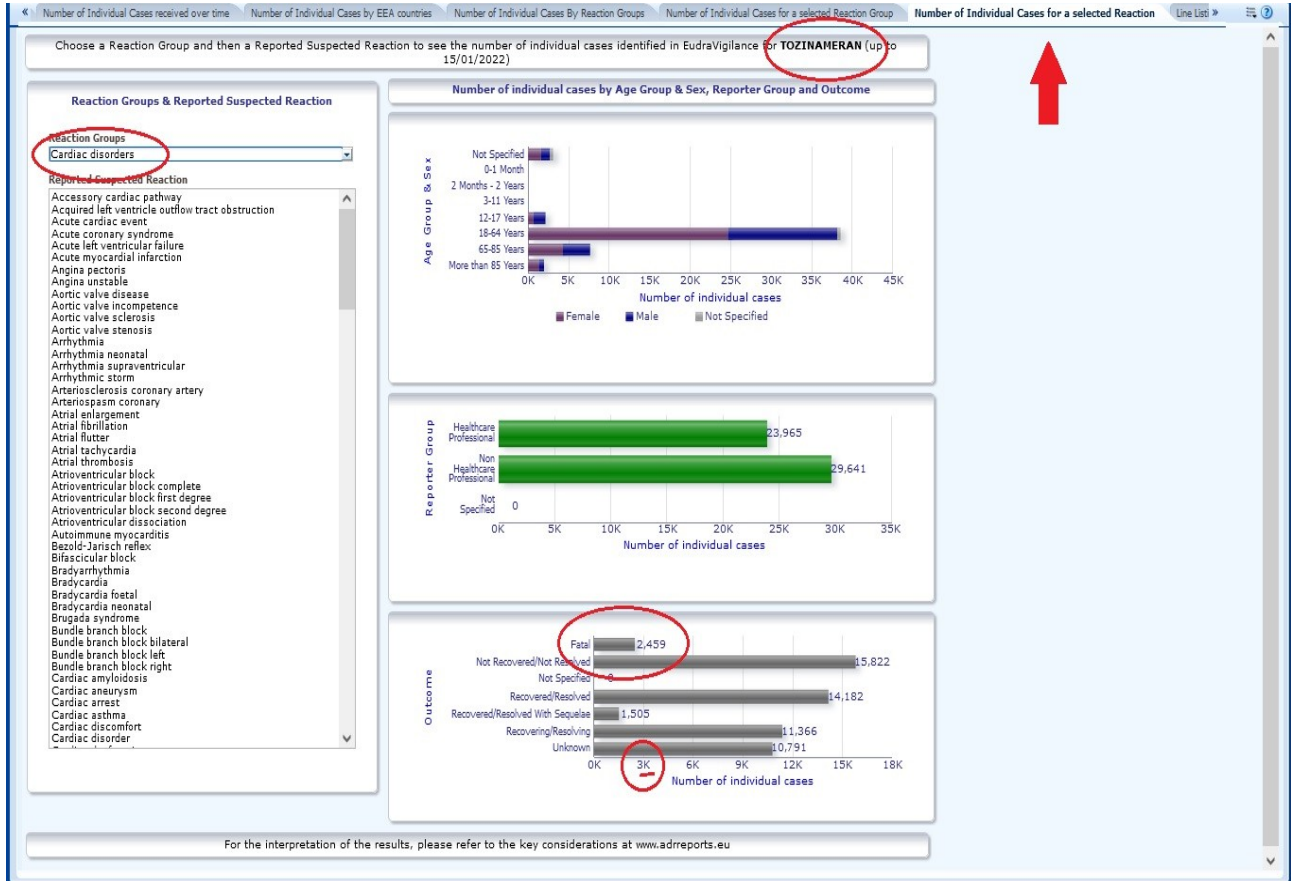 «
Number of Individual Cases received over time
Number of Individual Cases by EEA countries
Number of Individual Cases By Reaction Groups
Number of Individual Cases for a selected Reaction Group
Number of Individual Cases for a selected Reaction
Line Listi »
Choose a Reaction Group and then a Reported Suspected Reaction to see the number of individual cases identified in EudraVigilance for TOZINAMERAN (up to
15/01/2022)
Reaction Groups & Reported Suspected Reaction
Reaction Groups
Cardiac disorders
Reported Suspected Reaction
Accessory cardiac pathway
Acquired left ventricle outflow tract obstruction
Acute cardiac event
Acute coronary syndrome
Acute left ventricular failure
Acute myocardial infarction
Angina pectoris
Angina unstable
Aortic valve disease
Aortic valve incompetence
Aortic valve sclerosis
Aortic valve stenosis
Arrhythmia
Arrhythmia neonatal
Arrhythmia supraventricular
Arrhythmic storm
Arteriosclerosis coronary artery
Arteriospasm coronary
Atrial enlargement
Atrial fibrillation
Atrial flutter
Atrial tachycardia
Atrial thrombosis
Atrioventricular block
Atrioventricular block complete
Atrioventricular block first degree
Atrioventricular block second degree
Atrioventricular dissociation
Autoimmune myocarditis
Bezold-Jarisch reflex
Bifascicular block
Bradyarrhythmia
Bradycardia
Bradycardia foetal
Bradycardia neonatal
Brugada syndrome
Bundle branch block
Bundle branch block bilateral
Bundle branch block left
Bundle branch block right
Cardiac amyloidosis
Cardiac aneurysm
Cardiac arrest
Cardiac asthma
Cardiac discomfort
Cardiac disorder
Number of individual cases by Age Group & Sex, Reporter Group and Outcome
Age Group & Sex
Not Specified
0-1 Month
2 Months - 2 Years
3-11 Years
12-17 Years
18-64 Years
65-85 Years
More than 85 Years
0K 5K 10K 15K 20K 25K 30K 35K 40K 45K
Number of individual cases
Female Male Not Specified
Reporter Group
Healthcare
Professional
23,965
Non
Healthcare
Professional
29,641
Not
Specified
0
0K 5K 10K 15K 20K 25K 30K 35K
Number of individual cases
Outcome
Fatal 2,459
Not Recovered/Not Resolved 15,822
Not Specified 0
Recovered/Resolved 14,182
Recovered/Resolved With Sequelae 1,505
Recovering/Resolving 11,366
Unknown 10,791
0K 3K 6K 9K 12K 15K 18K
Number of individual cases
For the interpretation of the results, please refer to the key considerations at www.adrreports.eu